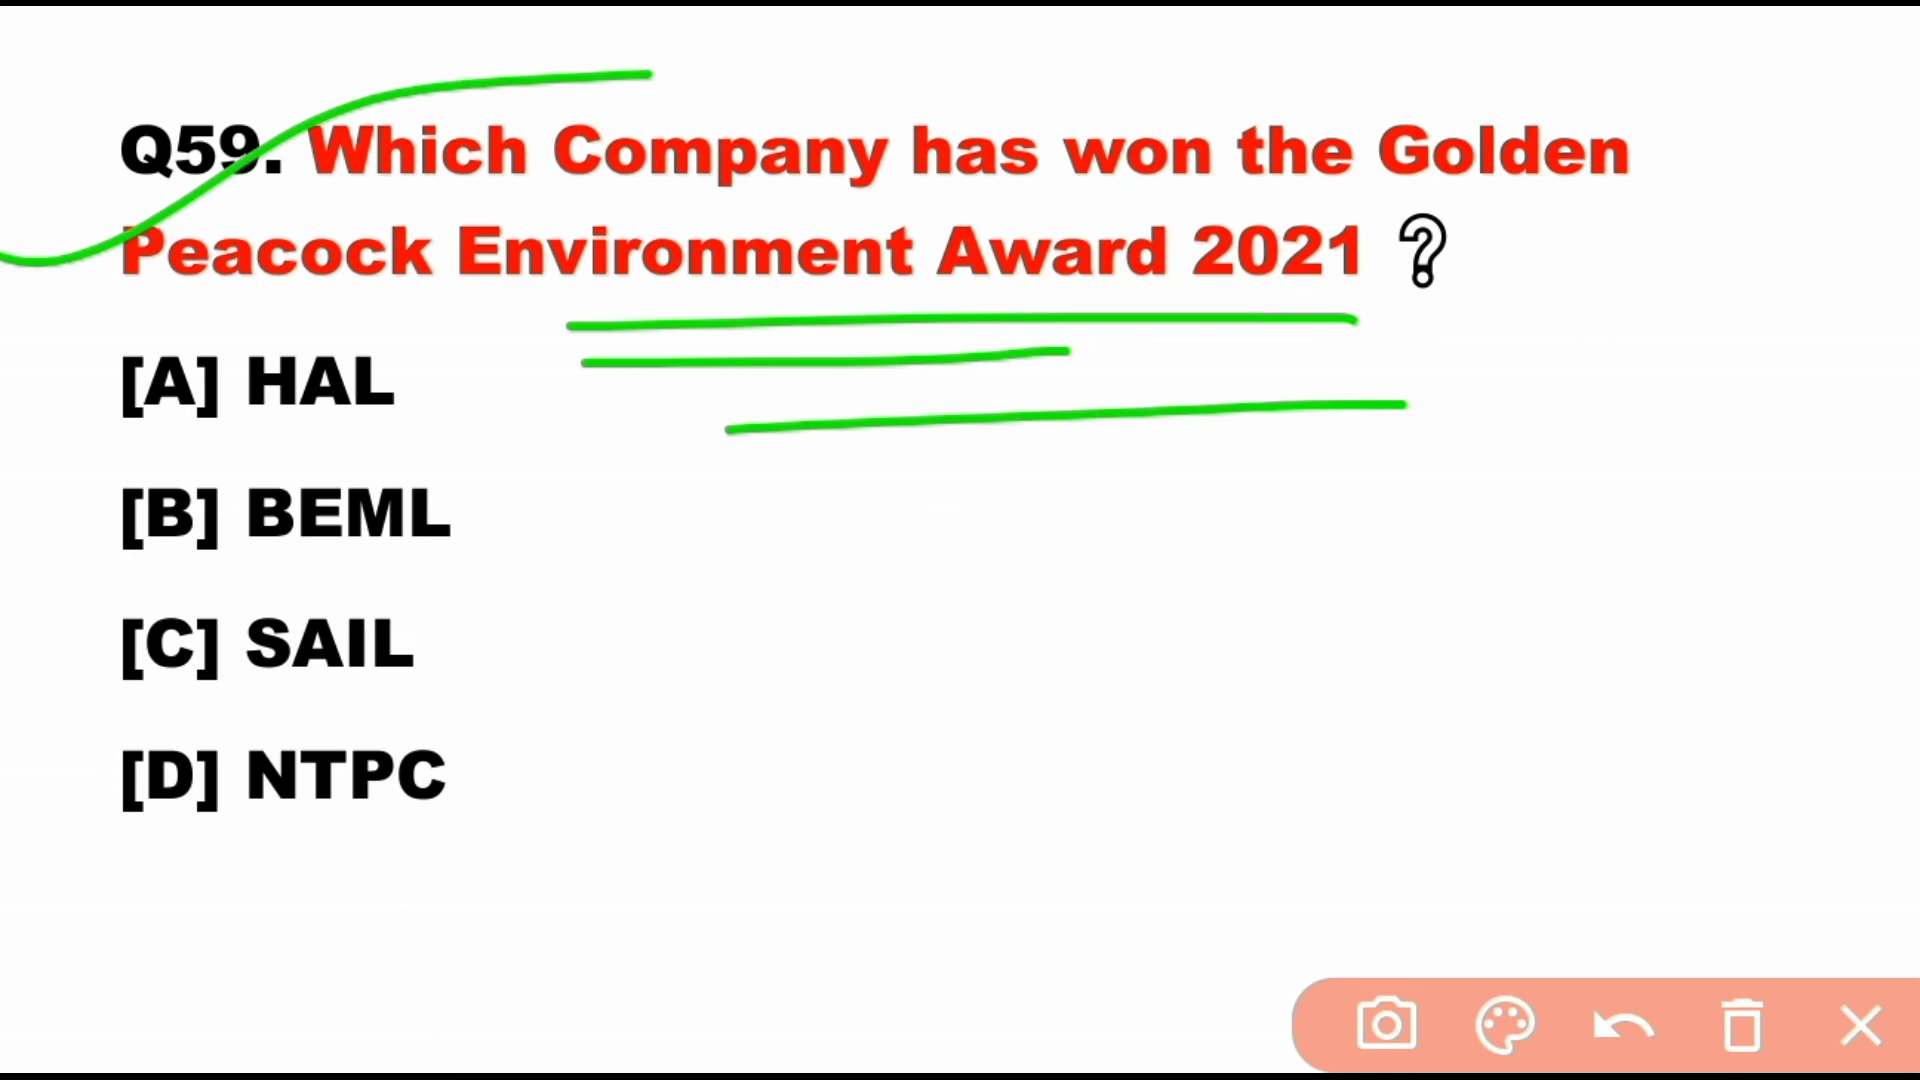 Q59. Which Company has won the Golden
Peacock Environment Award 2021 ?
[A] HAL
[B] BEML
[C] SAIL
[D] NTPC